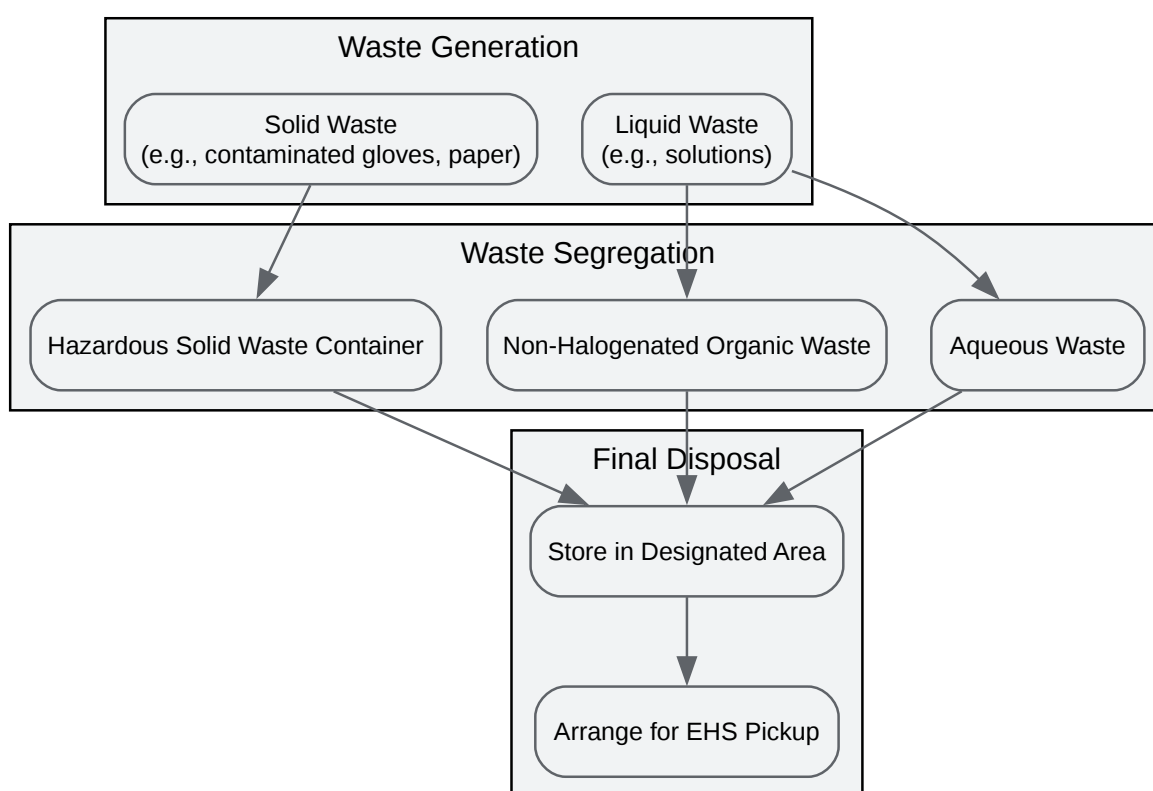 Waste Generation
Solid Waste
(e.g., contaminated gloves, paper)
Liquid Waste
(e.g., solutions)
Waste Segregation
Hazardous Solid Waste Container
Non-Halogenated Organic Waste
Aqueous Waste
Final Disposal
Store in Designated Area
Arrange for EHS Pickup